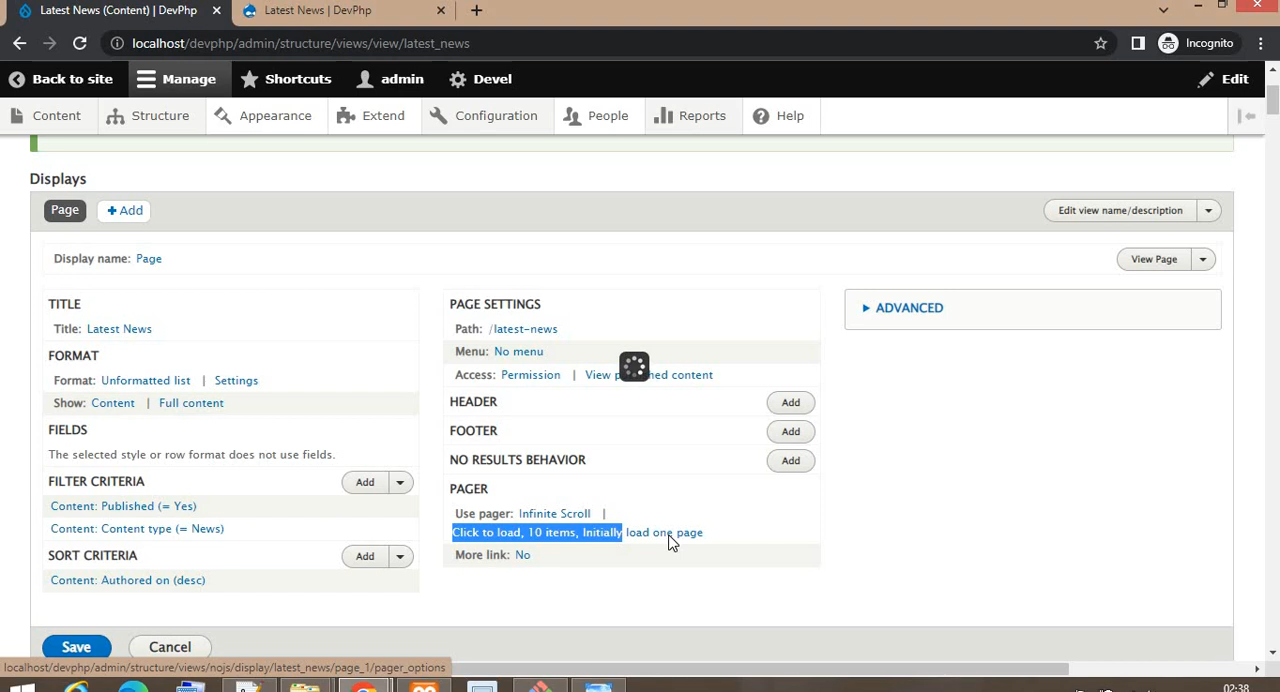 Latest News (Content) | DevPhp
Latest News | DevPhp
localhost/devphp/admin/structure/views/view/latest_news
Incognito
Back to site
Manage
Shortcuts
admin
Devel
Edit
Content
Structure
Appearance
Extend
Configuration
People
Reports
Help
Displays
Page
Add
Edit view name/description
Display name: Page
View Page
TITLE
Title: Latest News
FORMAT
Format: Unformatted list | Settings
Show: Content | Full content
FIELDS
The selected style or row format does not use fields.
FILTER CRITERIA
Add
Content: Published (= Yes)
Content: Content type (= News)
SORT CRITERIA
Add
Content: Authored on (desc)
PAGE SETTINGS
Path: /latest-news
Menu: No menu
Access: Permission | View content
HEADER
Add
FOOTER
Add
NO RESULTS BEHAVIOR
Add
PAGER
Use pager: Infinite Scroll |
Click to load, 10 items, Initially load one page
More link: No
ADVANCED
Save
Cancel
localhost/devphp/admin/structure/views/nojs/display/latest_news/page_1/pager_options
02:38